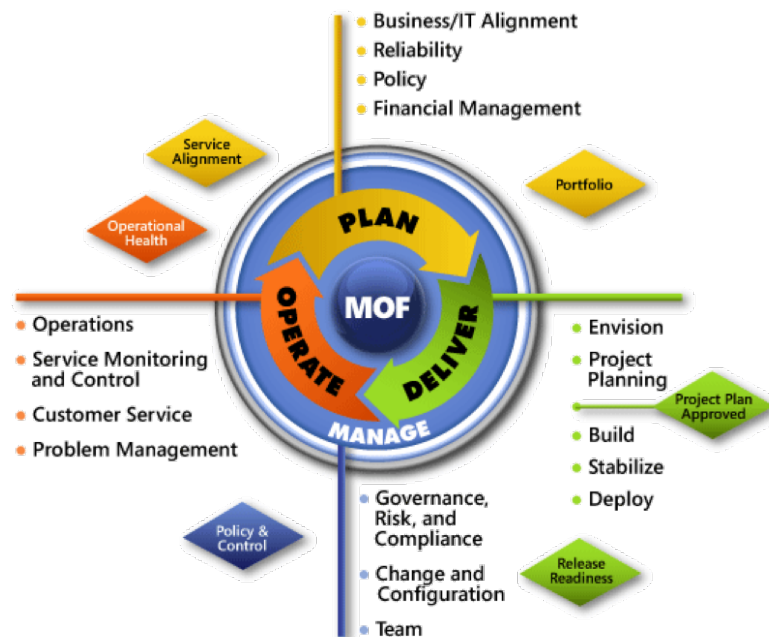 Business/IT Alignment
Reliability
Policy
Financial Management
Service
Alignment
Portfolio
Operational
Health
PLAN
MOF
OPERATE
DELIVER
MANAGE
Operations
Service Monitoring
and Control
Customer Service
Problem Management
Envision
Project
Planning
Project Plan
Approved
Build
Stabilize
Deploy
Policy &
Control
Governance,
Risk, and
Compliance
Change and
Configuration
Team
Release
Readiness